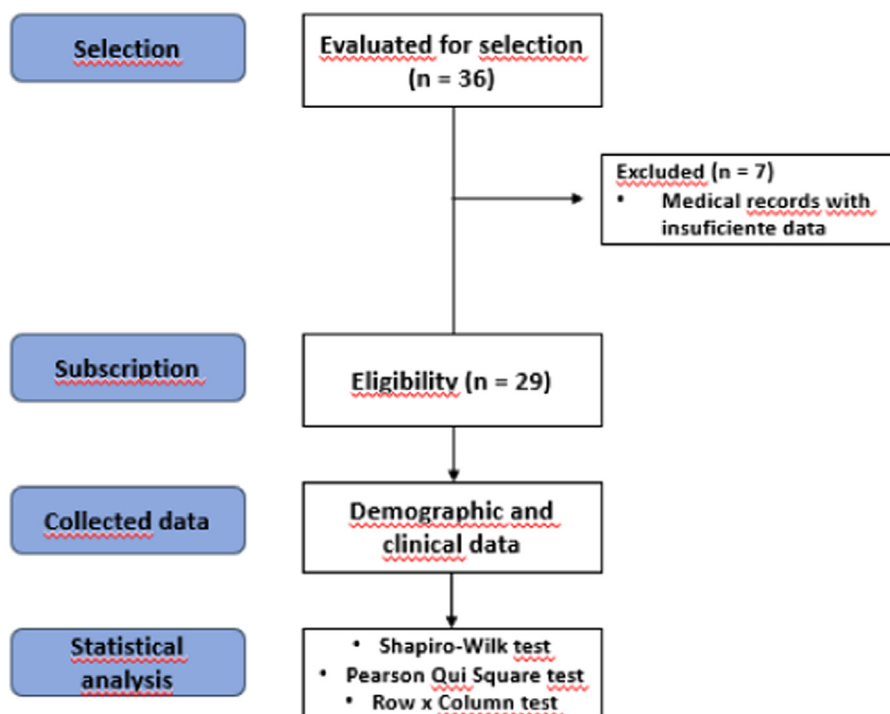 Selection
Evaluated for selection
(n = 36)
Excluded (n = 7)
• Medical records with
insuficiente data
Subscription
Eligibility (n = 29)
Collected data
Demographic and
clinical data
Statistical
analysis
• Shapiro-Wilk test
• Pearson Qui Square test
• Row x Column test